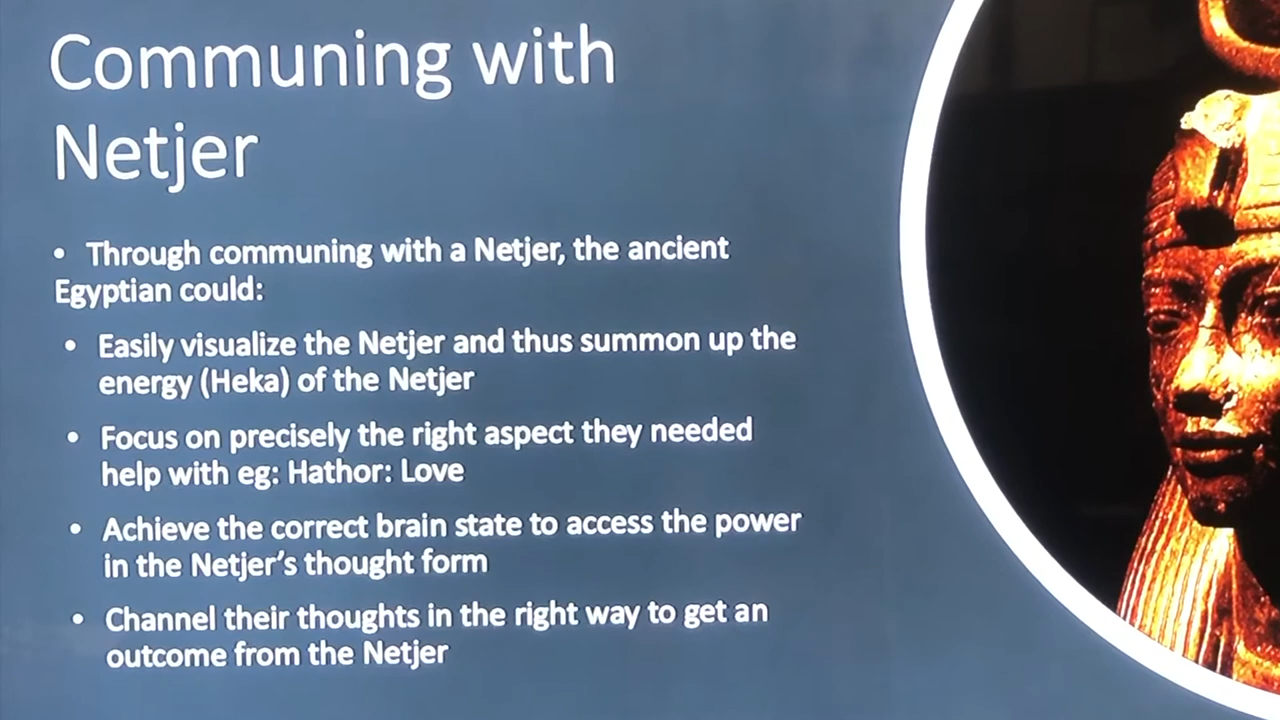 Communing with
Netjer
• Through communing with a Netjer, the ancient
Egyptian could:
• Easily visualize the Netjer and thus summon up the
energy (Heka) of the Netjer
• Focus on precisely the right aspect they needed
help with eg: Hathor: Love
• Achieve the correct brain state to access the power
in the Netjer’s thought form
• Channel their thoughts in the right way to get an
outcome from the Netjer